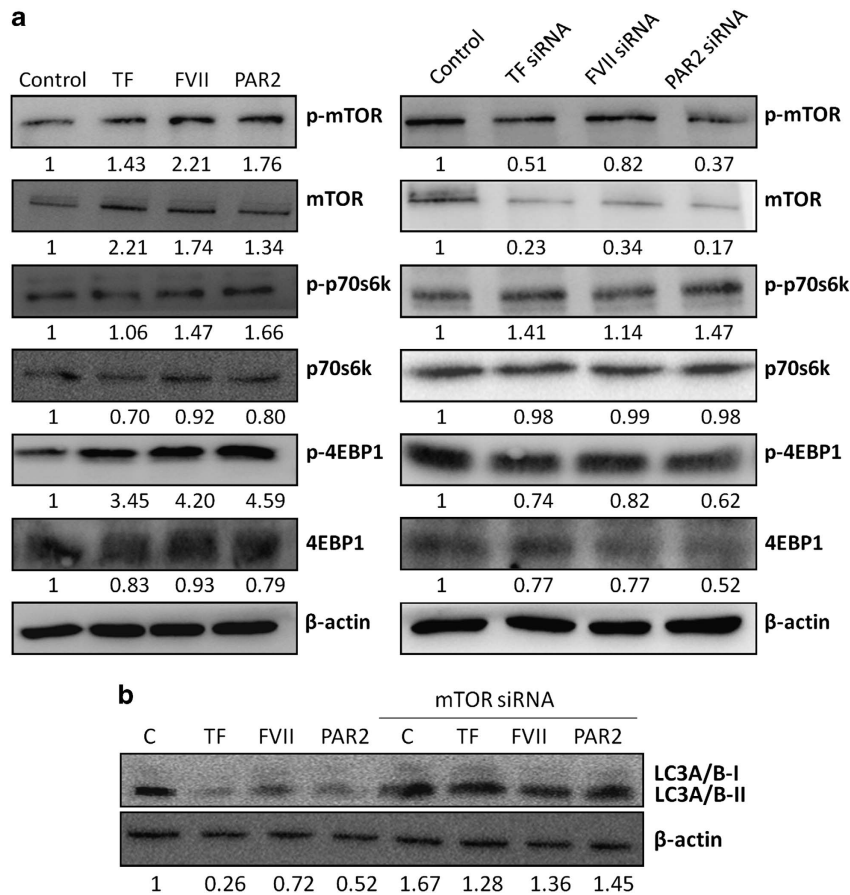 a
Control TF FVII PAR2
p-mTOR
1 1.43 2.21 1.76
mTOR
1 2.21 1.74 1.34
p-p70s6k
1 1.06 1.47 1.66
p70s6k
1 0.70 0.92 0.80
p-4EBP1
1 3.45 4.20 4.59
4EBP1
1 0.83 0.93 0.79
β-actin
Control TF siRNA FVII siRNA PAR2 siRNA
p-mTOR
1 0.51 0.82 0.37
mTOR
1 0.23 0.34 0.17
p-p70s6k
1 1.41 1.14 1.47
p70s6k
1 0.98 0.99 0.98
p-4EBP1
1 0.74 0.82 0.62
4EBP1
1 0.77 0.77 0.52
β-actin
b
mTOR siRNA
C TF FVII PAR2 C TF FVII PAR2
LC3A/B-I
LC3A/B-II
β-actin
1 0.26 0.72 0.52 1.67 1.28 1.36 1.45